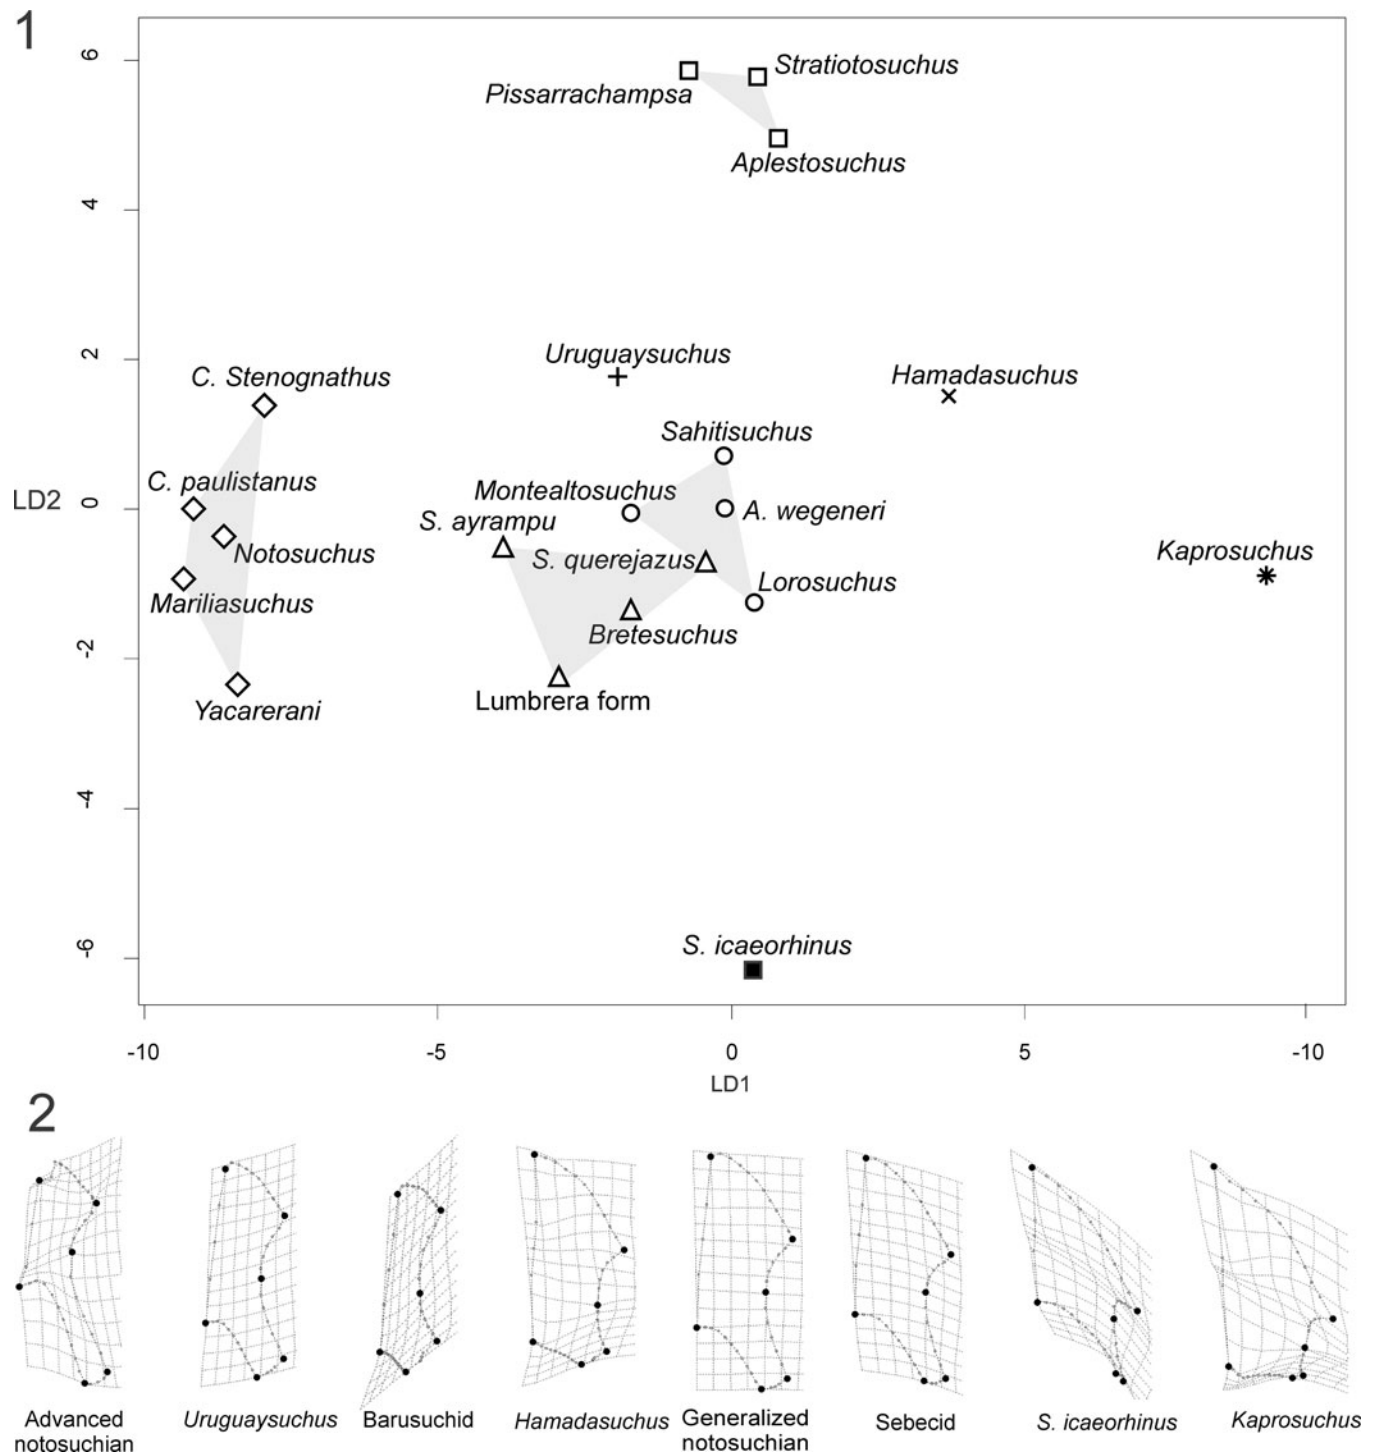 1
6
4
2
0
-2
-4
-6
LD2
Pissarrachampsa
Stratiotosuchus
Aplestosuchus
Uruguaysuchus
Hamadasuchus
C. Stenognathus
Sahitisuchus
C. paulistanus
Montealtosuchus
A. wegeneri
S. ayrampu
Notosuchus
S. querejazus
Kaprosuchus
Lorosuchus
Mariliasuchus
Bretesuchus
Lumbrera form
Yacarerani
S. icaeorhinus
-10
-5
0
5
-10
LD1
2
Advanced
notosuchian
Uruguaysuchus
Barusuchid
Hamadasuchus
Generalized
notosuchian
Sebecid
S. icaeorhinus
Kaprosuchus